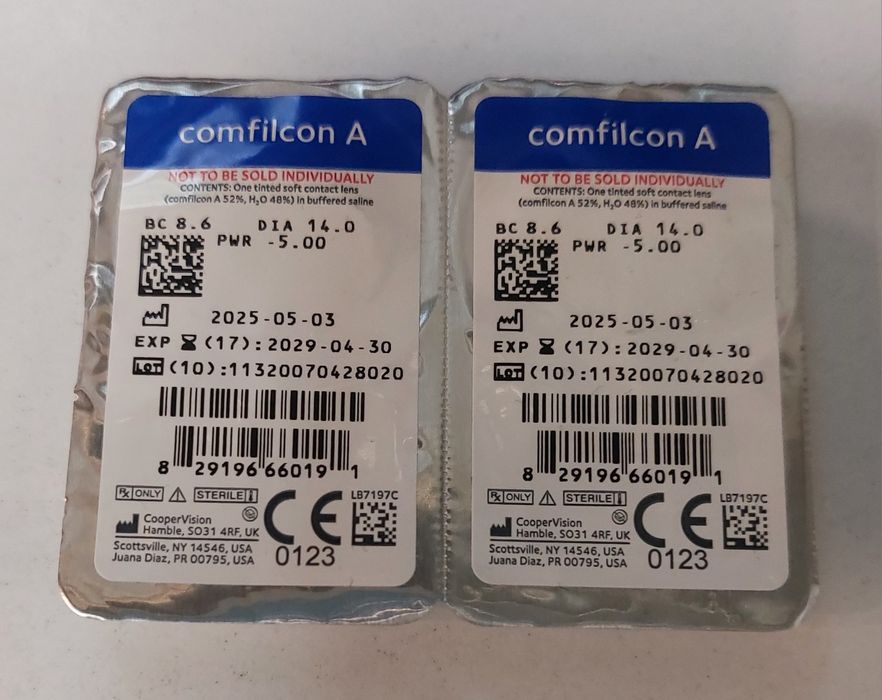 comfilcon A
NOT TO BE SOLD INDIVIDUALLY
CONTENTS: One tinted soft contact lens
(comfilcon A 52%, H₂O 48%) in buffered saline
BC 8.6 DIA 14.0
PWR -5.00
2025-05-03
EXP (17):2029-04-30
LOT (10):11320070428020
8 29196 66019 1
Rx ONLY STERILE
LB7197C
CooperVision
Hamble, SO31 4RF, UK
Scottsville, NY 14546, USA
Juana Diaz, PR 00795, USA
CE
0123
comfilcon A
NOT TO BE SOLD INDIVIDUALLY
CONTENTS: One tinted soft contact lens
(comfilcon A 52%, H₂O 48%) in buffered saline
BC 8.6 DIA 14.0
PWR -5.00
2025-05-03
EXP (17):2029-04-30
LOT (10):11320070428020
8 29196 66019 1
Rx ONLY STERILE
LB7197C
CooperVision
Hamble, SO31 4RF, UK
Scottsville, NY 14546, USA
Juana Diaz, PR 00795, USA
CE
0123